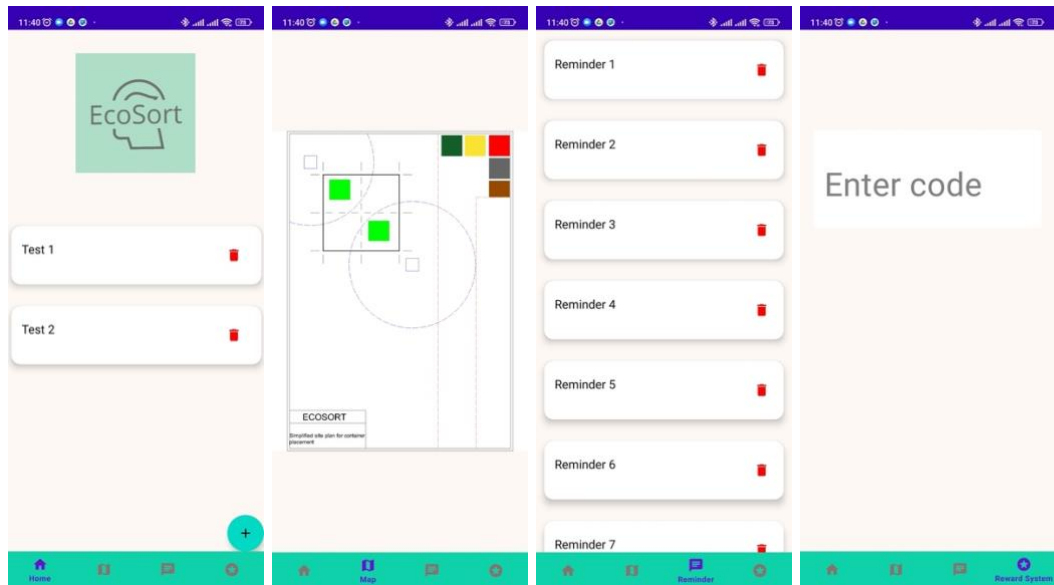 11:40
EcoSort
Test 1
Test 2
+
Home
11:40
ECOSORT
Simplified site plan for container
placement
Map
11:40
Reminder 1
Reminder 2
Reminder 3
Reminder 4
Reminder 5
Reminder 6
Reminder 7
Reminder
11:40
Enter code
Reward System